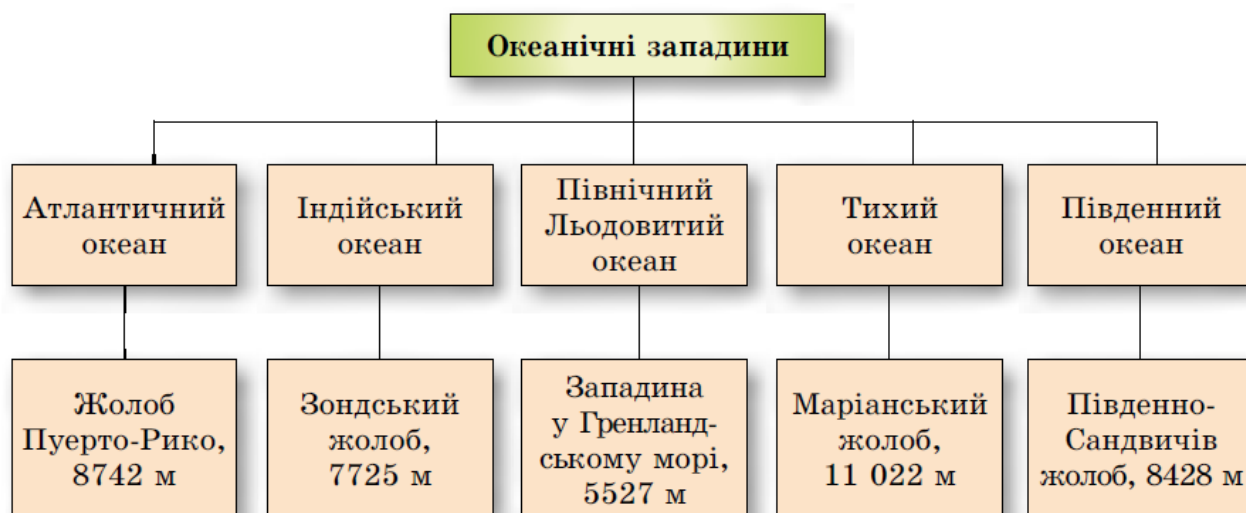 Океанічні западини
Атлантичний
океан
Індійський
океан
Північний
Льодовитий
океан
Тихий
океан
Південний
океан
Жолоб
Пуерто-Рико,
8742 м
Зондський
жолоб,
7725 м
Западина
у Гренланд-
ському морі,
5527 м
Маріанський
жолоб,
11 022 м
Південно-
Сандвичів
жолоб, 8428 м